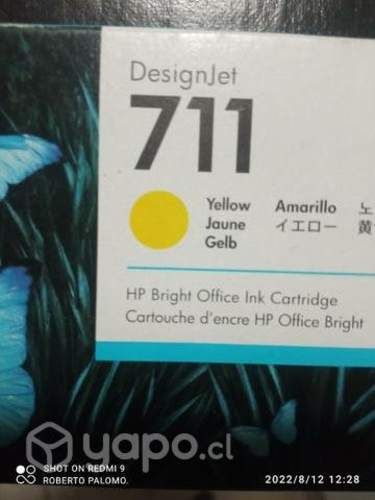 DesignJet
711
Yellow Amarillo
Jaune イエロー
Gelb
HP Bright Office Ink Cartridge
Cartouche d'encre HP Office Bright
yapo.cl
SHOT ON REDMI 9
ROBERTO PALOMO.
2022/8/12 12:28